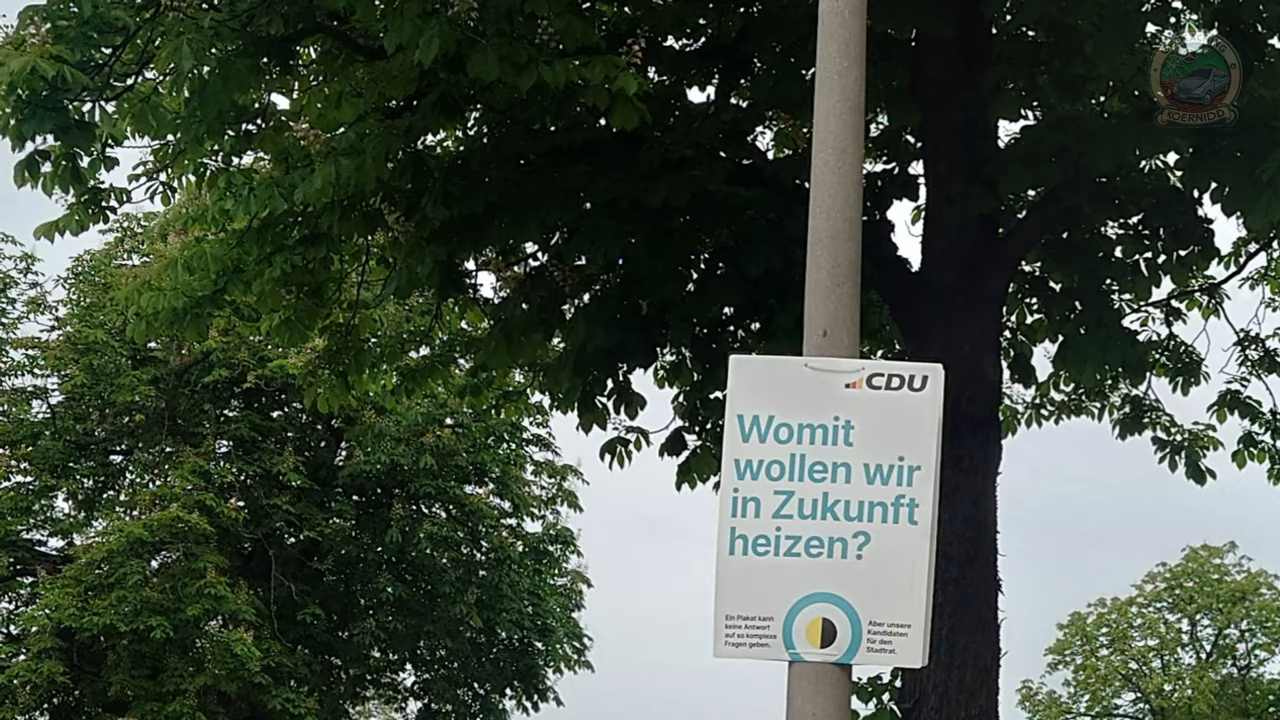 KOERNIDD
CDU
Womit
wollen wir
in Zukunft
heizen?
Ein Plakat kann
keine Antwort
auf so komplexe
Fragen geben.
Aber unsere
Kandidaten
für den
Stadtrat.